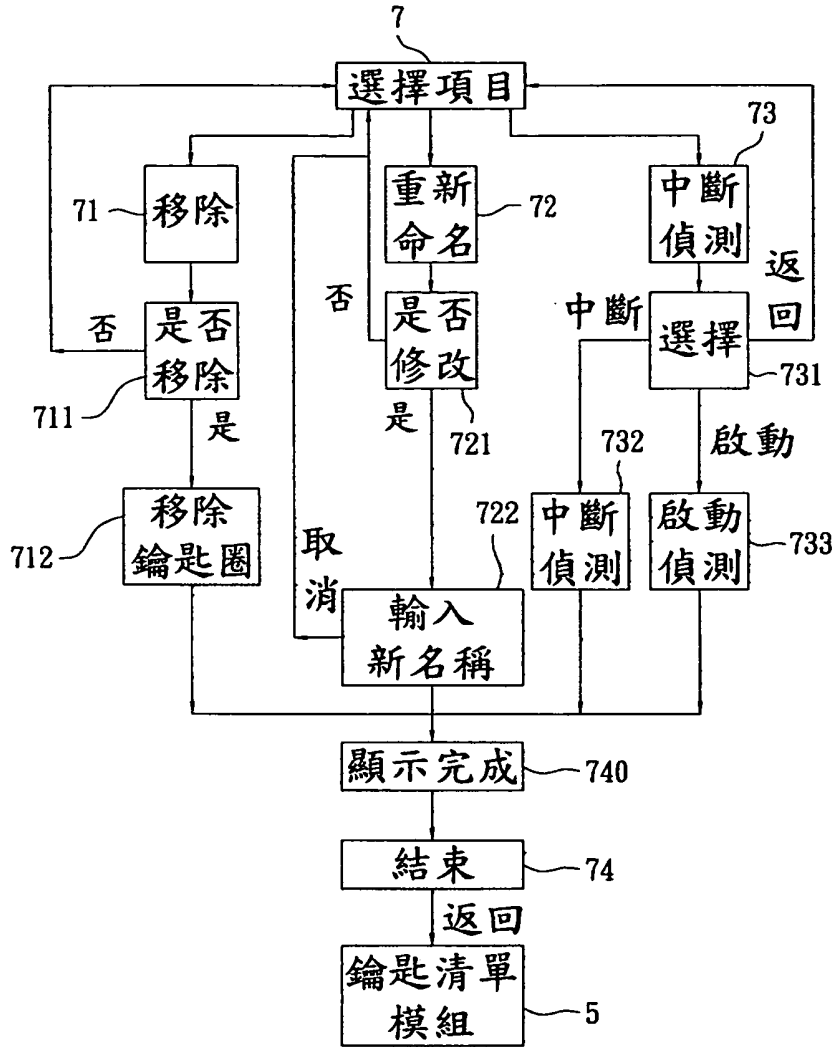 7
選擇項目
73
71
移除
重新
命名
72
中斷
偵測
返
回
否
是否
移除
711
否
是否
修改
721
中斷
選擇
731
是
是
732
啟動
移除
鑰匙圈
712
取
消
722
中斷
偵測
啟動
偵測
733
輸入
新名稱
顯示完成
740
結束
74
返回
鑰匙清單
模組
5